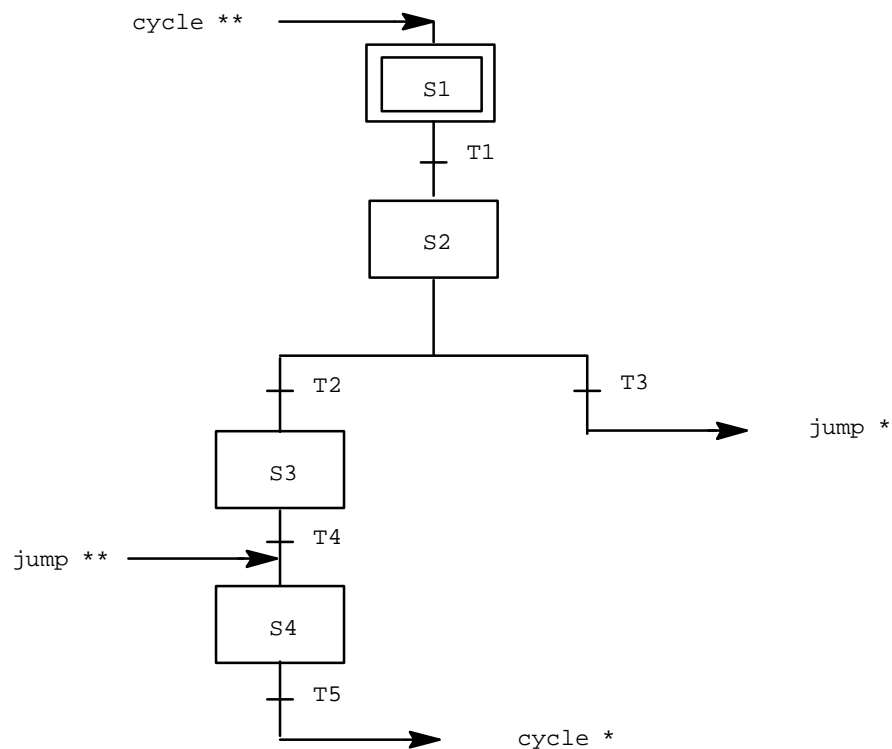 cycle **
S1
T1
S2
T2
T3
jump *
S3
T4
jump **
S4
T5
cycle *